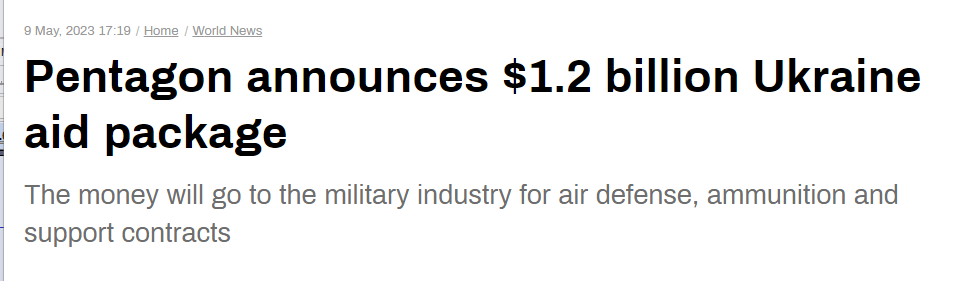 9 May, 2023 17:19 / Home / World News
Pentagon announces $1.2 billion Ukraine
aid package
The money will go to the military industry for air defense, ammunition and
support contracts